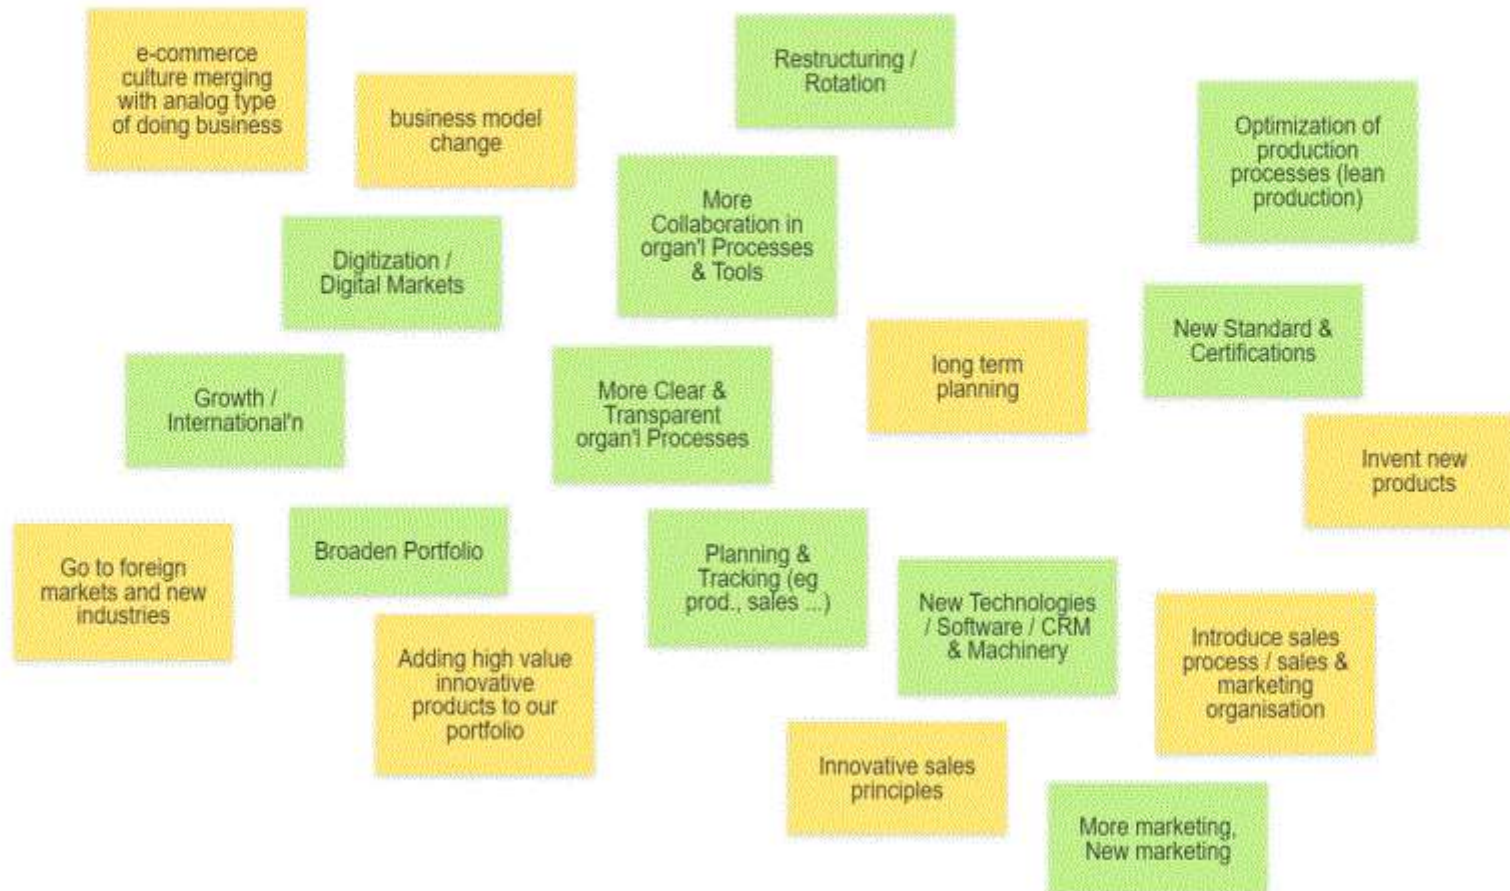 e-commerce
culture merging
with analog type
of doing business
business model
change
Restructuring /
Rotation
Optimization of
production
processes (lean
production)
More
Collaboration in
organ'l Processes
& Tools
Digitization /
Digital Markets
New Standard &
Certifications
long term
planning
Growth /
International'n
More Clear &
Transparent
organ'l Processes
Invent new
products
Broaden Portfolio
Go to foreign
markets and new
industries
Planning &
Tracking (eg
prod., sales ...)
New Technologies
/ Software / CRM
& Machinery
Introduce sales
process / sales &
marketing
organisation
Adding high value
innovative
products to our
portfolio
Innovative sales
principles
More marketing,
New marketing